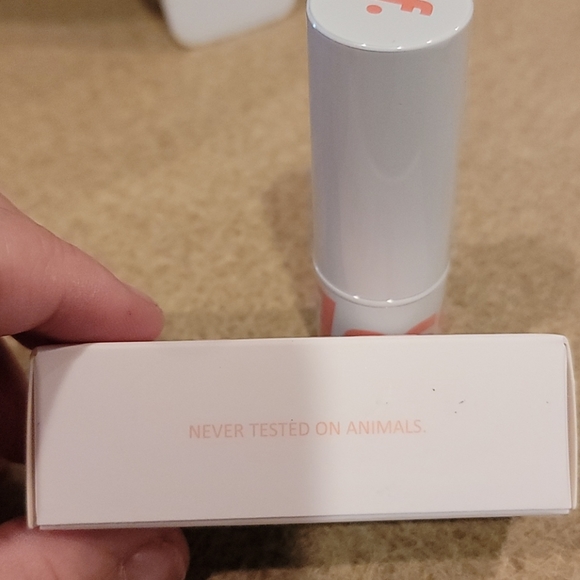 f.
NEVER TESTED ON ANIMALS.